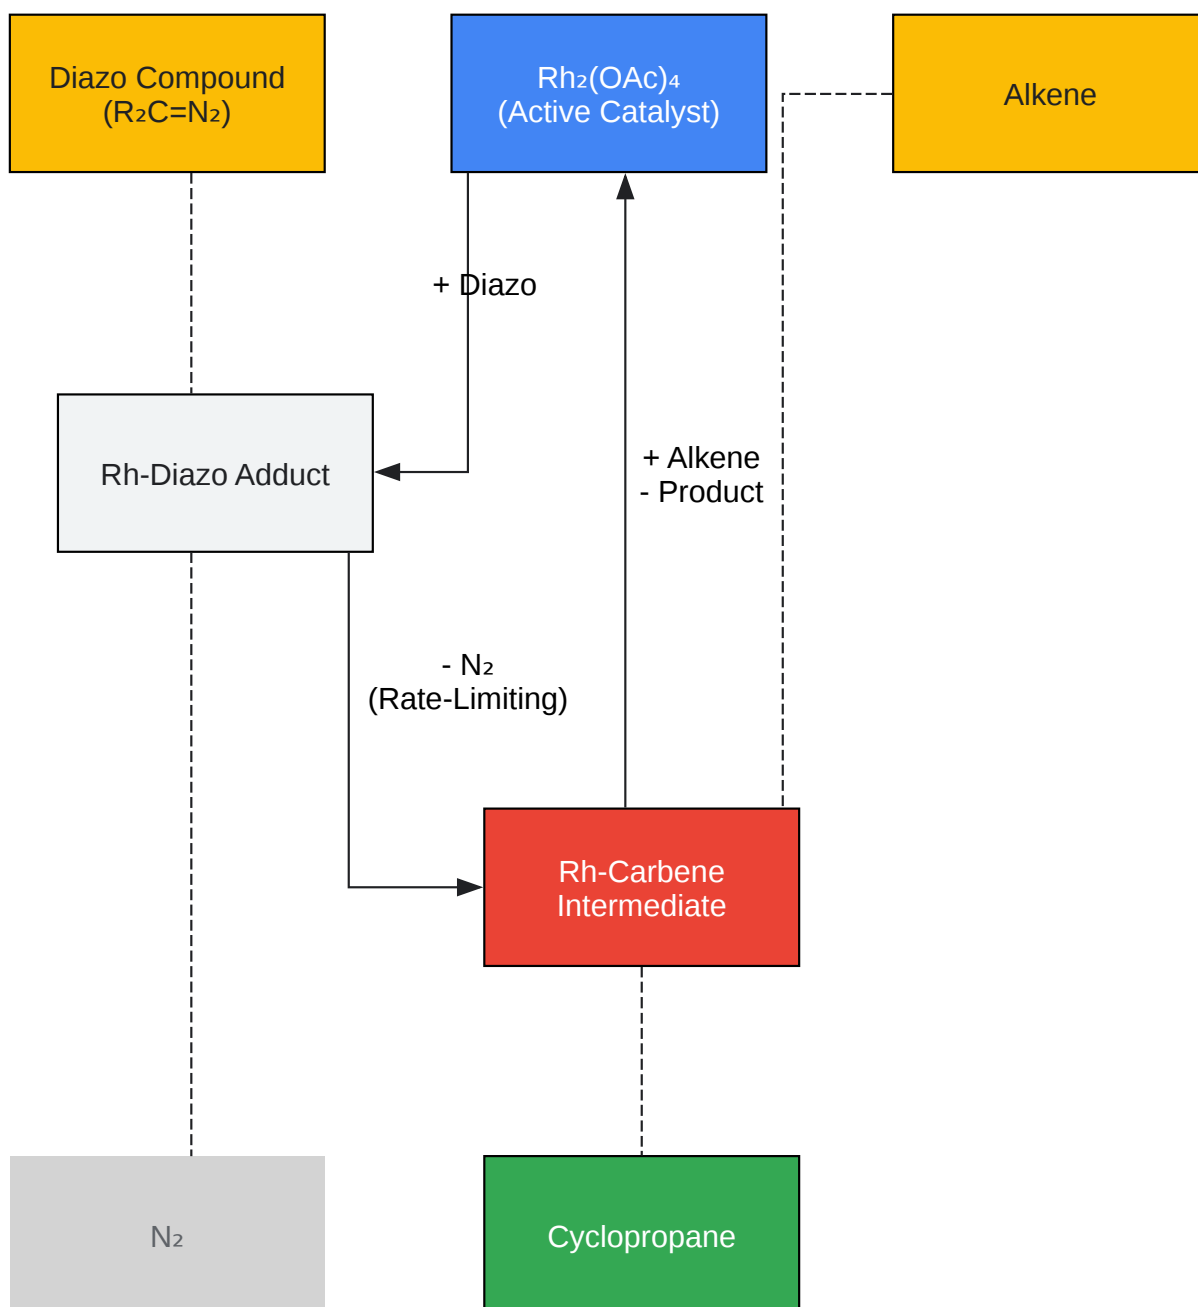 Diazo Compound
(R₂C=N₂)
Rh₂(OAc)₄
(Active Catalyst)
Alkene
+ Diazo
Rh-Diazo Adduct
+ Alkene
- Product
- N₂
(Rate-Limiting)
Rh-Carbene
Intermediate
N₂
Cyclopropane